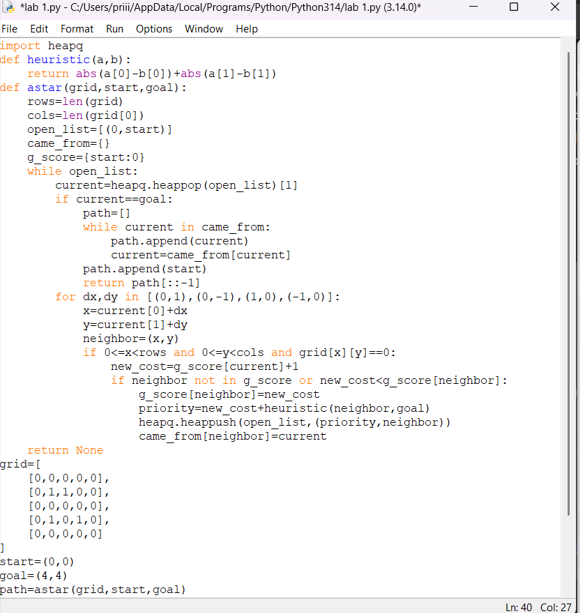 *lab 1.py - C:/Users/priii/AppData/Local/Programs/Python/Python314/lab 1.py (3.14.0)*
File Edit Format Run Options Window Help
import heapq
def heuristic(a,b):
    return abs(a[0]-b[0])+abs(a[1]-b[1])
def astar(grid,start,goal):
    rows=len(grid)
    cols=len(grid[0])
    open_list=[(0,start)]
    came_from={}
    g_score={start:0}
    while open_list:
        current=heapq.heappop(open_list)[1]
        if current==goal:
            path=[]
            while current in came_from:
                path.append(current)
                current=came_from[current]
            path.append(start)
            return path[::-1]
        for dx,dy in [(0,1),(0,-1),(1,0),(-1,0)]:
            x=current[0]+dx
            y=current[1]+dy
            neighbor=(x,y)
            if 0<=x<rows and 0<=y<cols and grid[x][y]==0:
                new_cost=g_score[current]+1
                if neighbor not in g_score or new_cost<g_score[neighbor]:
                    g_score[neighbor]=new_cost
                    priority=new_cost+heuristic(neighbor,goal)
                    heapq.heappush(open_list,(priority,neighbor))
                    came_from[neighbor]=current
    return None
grid=[
    [0,0,0,0,0],
    [0,1,1,0,0],
    [0,0,0,0,0],
    [0,1,0,1,0],
    [0,0,0,0,0]
]
start=(0,0)
goal=(4,4)
path=astar(grid,start,goal)
Ln: 40 Col: 27